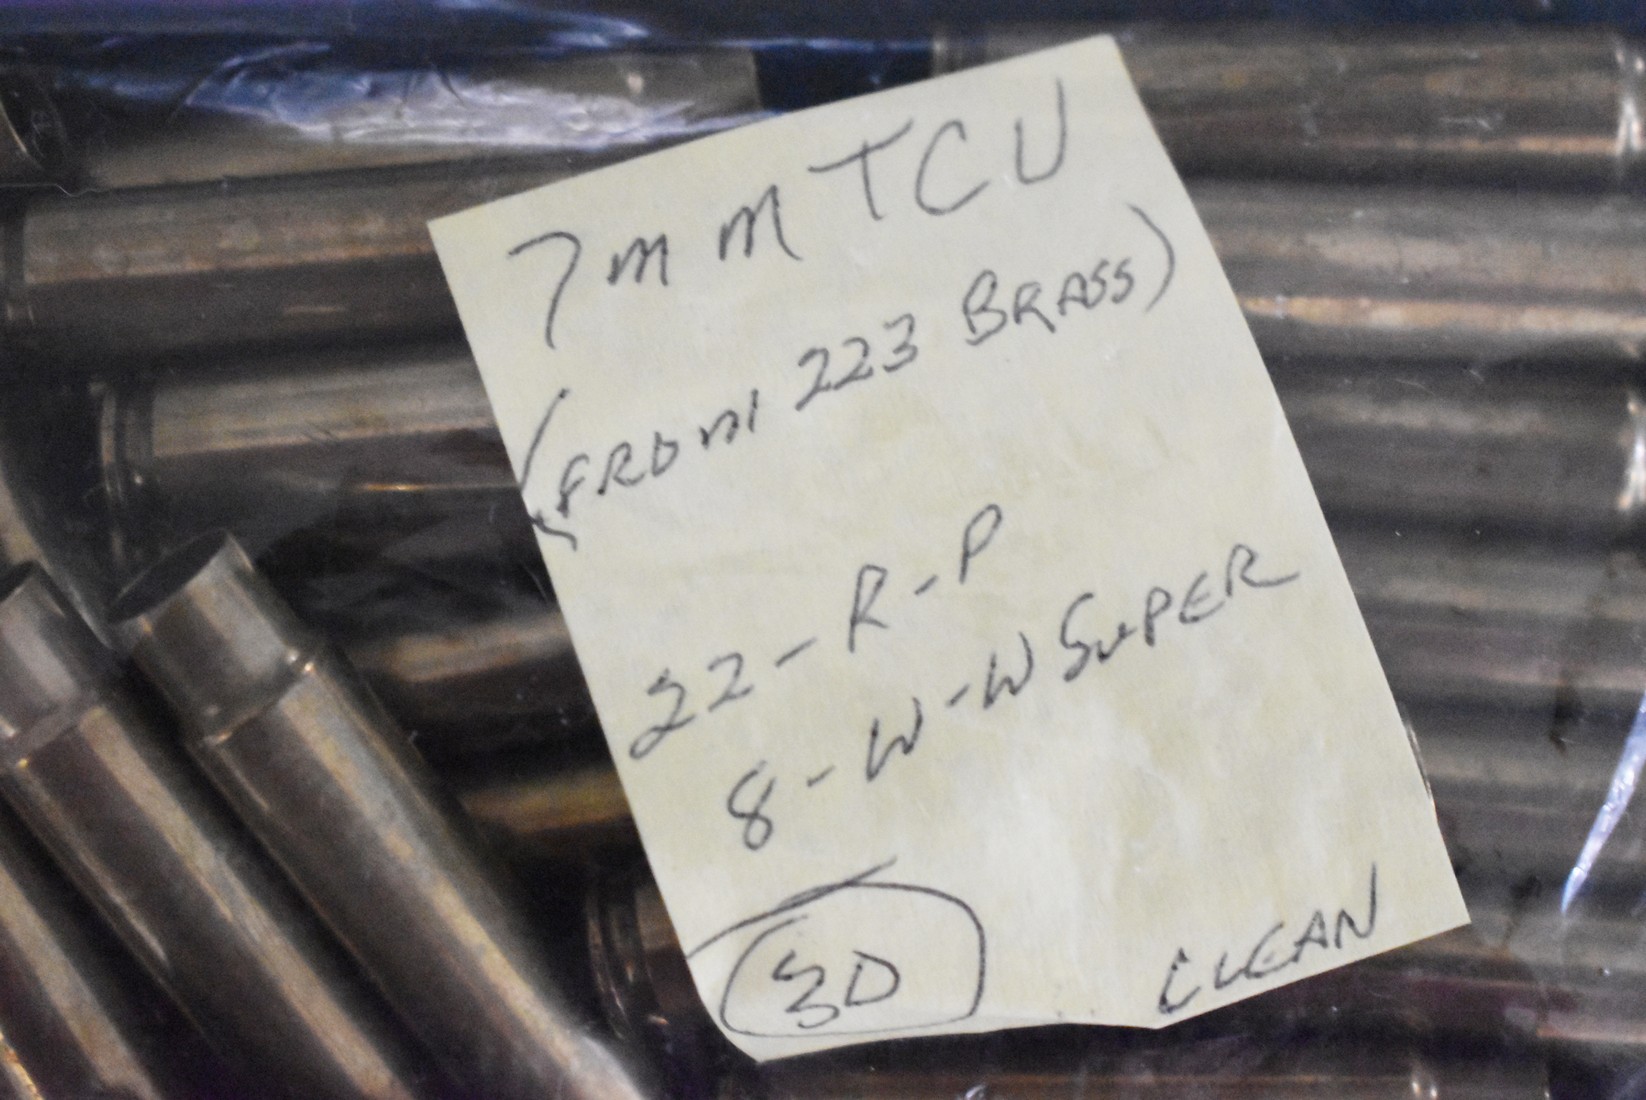 7mm TCU
(FROM 223 BRASS)
22-R-P
8-W-W SUPER
30
CLEAN